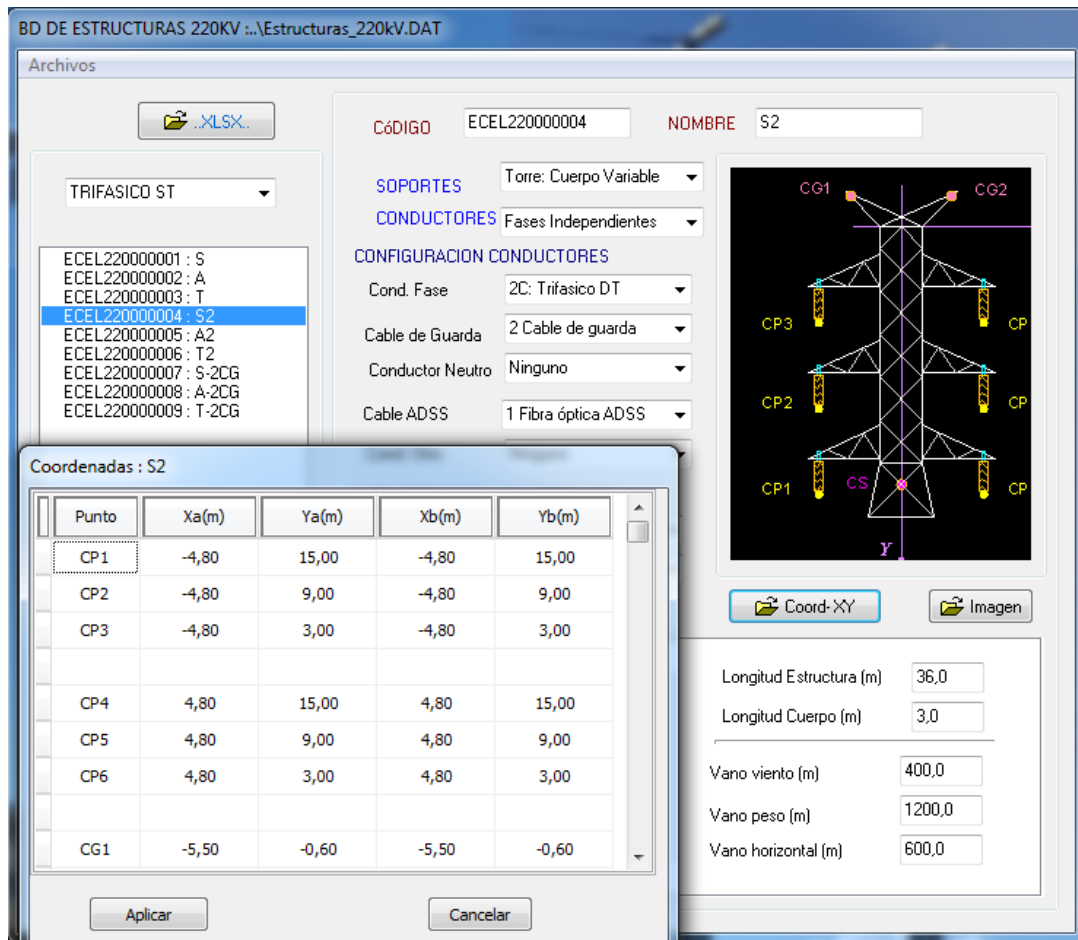 BD DE ESTRUCTURAS 220KV :..\Estructuras_220kV.DAT
Archivos
..XLSX..
CóDIGO ECEL220000004 NOMBRE S2
TRIFASICO ST
SOPORTES Torre: Cuerpo Variable
CONDUCTORES Fases Independientes
CONFIGURACION CONDUCTORES
Cond. Fase 2C: Trifasico DT
Cable de Guarda 2 Cable de guarda
Conductor Neutro Ninguno
Cable ADSS 1 Fibra óptica ADSS
ECEL220000001 : S
ECEL220000002 : A
ECEL220000003 : T
ECEL220000004 : S2
ECEL220000005 : A2
ECEL220000006 : T2
ECEL220000007 : S-2CG
ECEL220000008 : A-2CG
ECEL220000009 : T-2CG
CG1 CG2
CP3 CP
CP2 CP
CP1 CS CP
Y
Coord-XY Imagen
Coordenadas : S2
Punto Xa(m) Ya(m) Xb(m) Yb(m)
CP1 -4,80 15,00 -4,80 15,00
CP2 -4,80 9,00 -4,80 9,00
CP3 -4,80 3,00 -4,80 3,00
CP4 4,80 15,00 4,80 15,00
CP5 4,80 9,00 4,80 9,00
CP6 4,80 3,00 4,80 3,00
CG1 -5,50 -0,60 -5,50 -0,60
Aplicar Cancelar
Longitud Estructura (m) 36,0
Longitud Cuerpo (m) 3,0
Vano viento (m) 400,0
Vano peso (m) 1200,0
Vano horizontal (m) 600,0